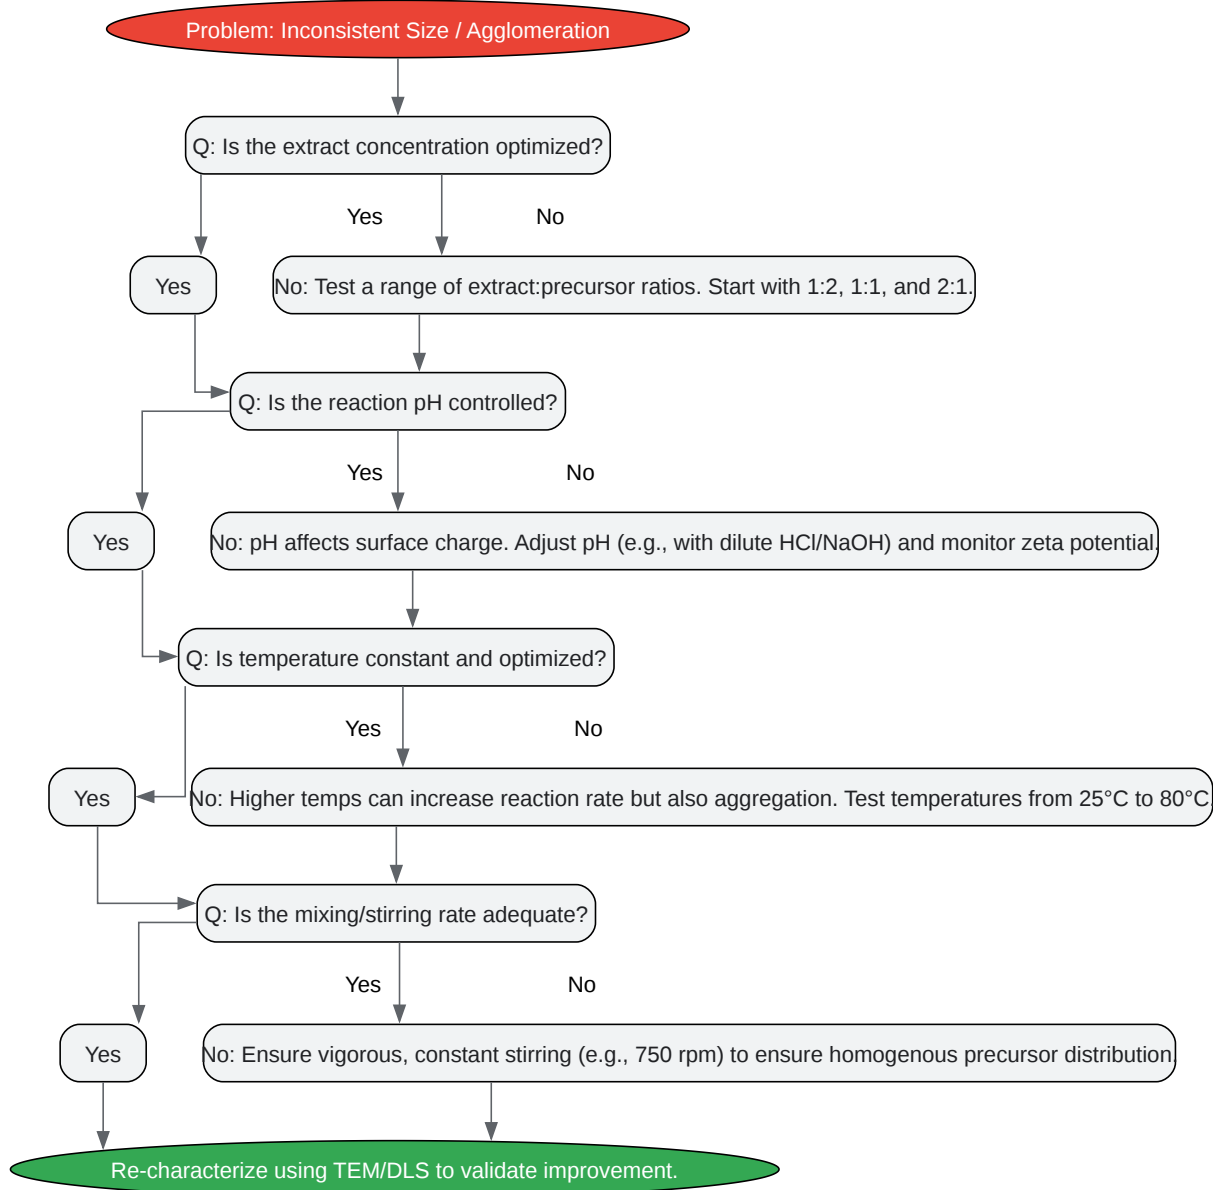 Problem: Inconsistent Size / Agglomeration
Q: Is the extract concentration optimized?
Yes
No
Yes
No: Test a range of extract:precursor ratios. Start with 1:2, 1:1, and 2:1.
Q: Is the reaction pH controlled?
Yes
No
Yes
No: pH affects surface charge. Adjust pH (e.g., with dilute HCl/NaOH) and monitor zeta potential.
Q: Is temperature constant and optimized?
Yes
No
Yes
No: Higher temps can increase reaction rate but also aggregation. Test temperatures from 25°C to 80°C.
Q: Is the mixing/stirring rate adequate?
Yes
No
Yes
No: Ensure vigorous, constant stirring (e.g., 750 rpm) to ensure homogenous precursor distribution.
Re-characterize using TEM/DLS to validate improvement.